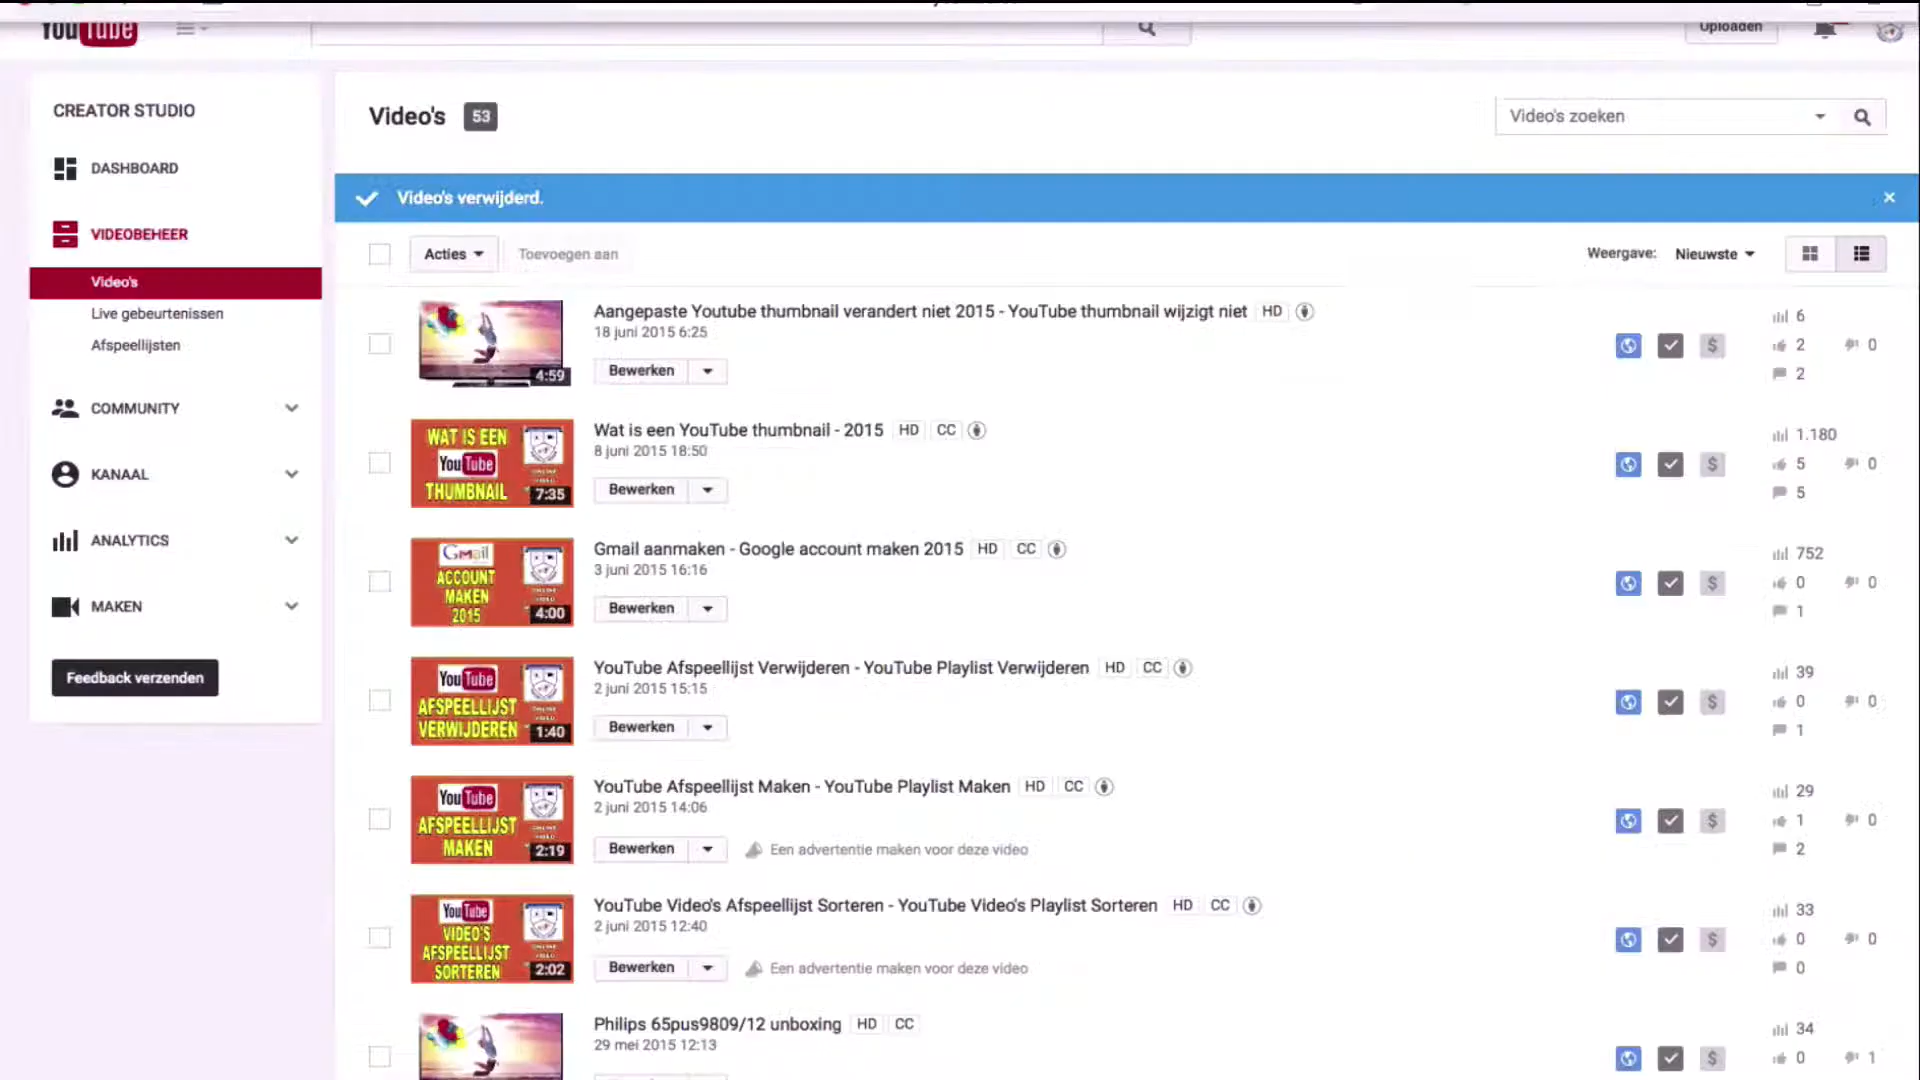 YouTube
Uploaden
CREATOR STUDIO
DASHBOARD
VIDEOBEHEER
Video's
Live gebeurtenissen
Afspeellijsten
COMMUNITY
KANAAL
ANALYTICS
MAKEN
Feedback verzenden
Video's 53
Video's zoeken
Video's verwijderd.
Acties Toevoegen aan
Weergave: Nieuwste
Aangepaste Youtube thumbnail verandert niet 2015 - YouTube thumbnail wijzigt niet HD
18 juni 2015 6:25
4:59
Bewerken
6
2 0
2
WAT IS EEN
YouTube
THUMBNAIL
7:35
Wat is een YouTube thumbnail - 2015 HD CC
8 juni 2015 18:50
Bewerken
1.180
5 0
5
GMail
ACCOUNT
MAKEN
2015
4:00
Gmail aanmaken - Google account maken 2015 HD CC
3 juni 2015 16:16
Bewerken
752
0 0
1
YouTube
AFSPEELLIJST
VERWIJDEREN
1:40
YouTube Afspeellijst Verwijderen - YouTube Playlist Verwijderen HD CC
2 juni 2015 15:15
Bewerken
39
0 0
1
YouTube
AFSPEELLIJST
MAKEN
2:19
YouTube Afspeellijst Maken - YouTube Playlist Maken HD CC
2 juni 2015 14:06
Bewerken Een advertentie maken voor deze video
29
1 0
2
YouTube
VIDEO'S
AFSPEELLIJST
SORTEREN
2:02
YouTube Video's Afspeellijst Sorteren - YouTube Video's Playlist Sorteren HD CC
2 juni 2015 12:40
Bewerken Een advertentie maken voor deze video
33
0 0
0
Philips 65pus9809/12 unboxing HD CC
29 mei 2015 12:13
34
0 1